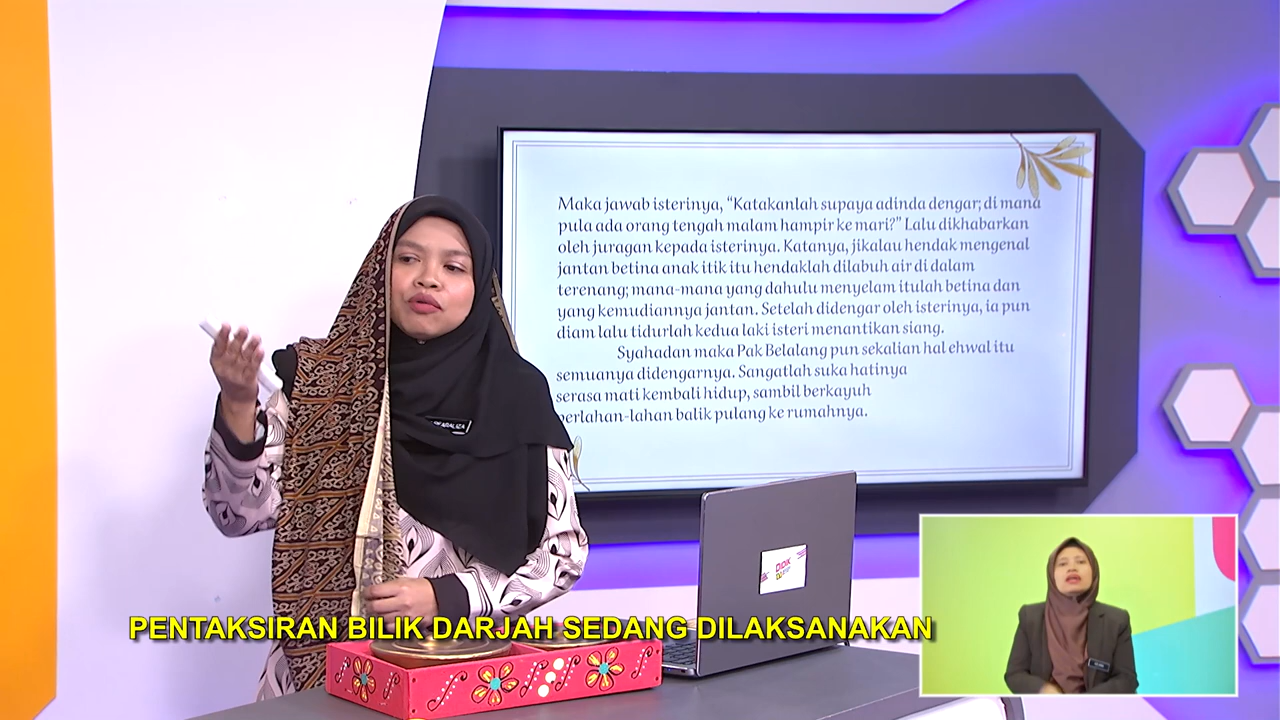 Maka jawab isterinya, “Katakanlah supaya adinda dengar; di mana
pula ada orang tengah malam hampir ke mari?” Lalu dikhabarkan
oleh juragan kepada isterinya. Katanya, jikalau hendak mengenal
jantan betina anak itik itu hendaklah dilabuh air di dalam
terenang; mana-mana yang dahulu menyelam itulah betina dan
yang kemudiannya jantan. Setelah didengar oleh isterinya, ia pun
diam lalu tidurlah kedua laki isteri menantikan siang.
Syahadan maka Pak Belalang pun sekalian hal ehwal itu
semuanya didengarnya. Sangatlah suka hatinya
serasa mati kembali hidup, sambil berkayuh
perlahan-lahan balik pulang ke rumahnya.
DIDIK
PENTAKSIRAN BILIK DARJAH SEDANG DILAKSANAKAN